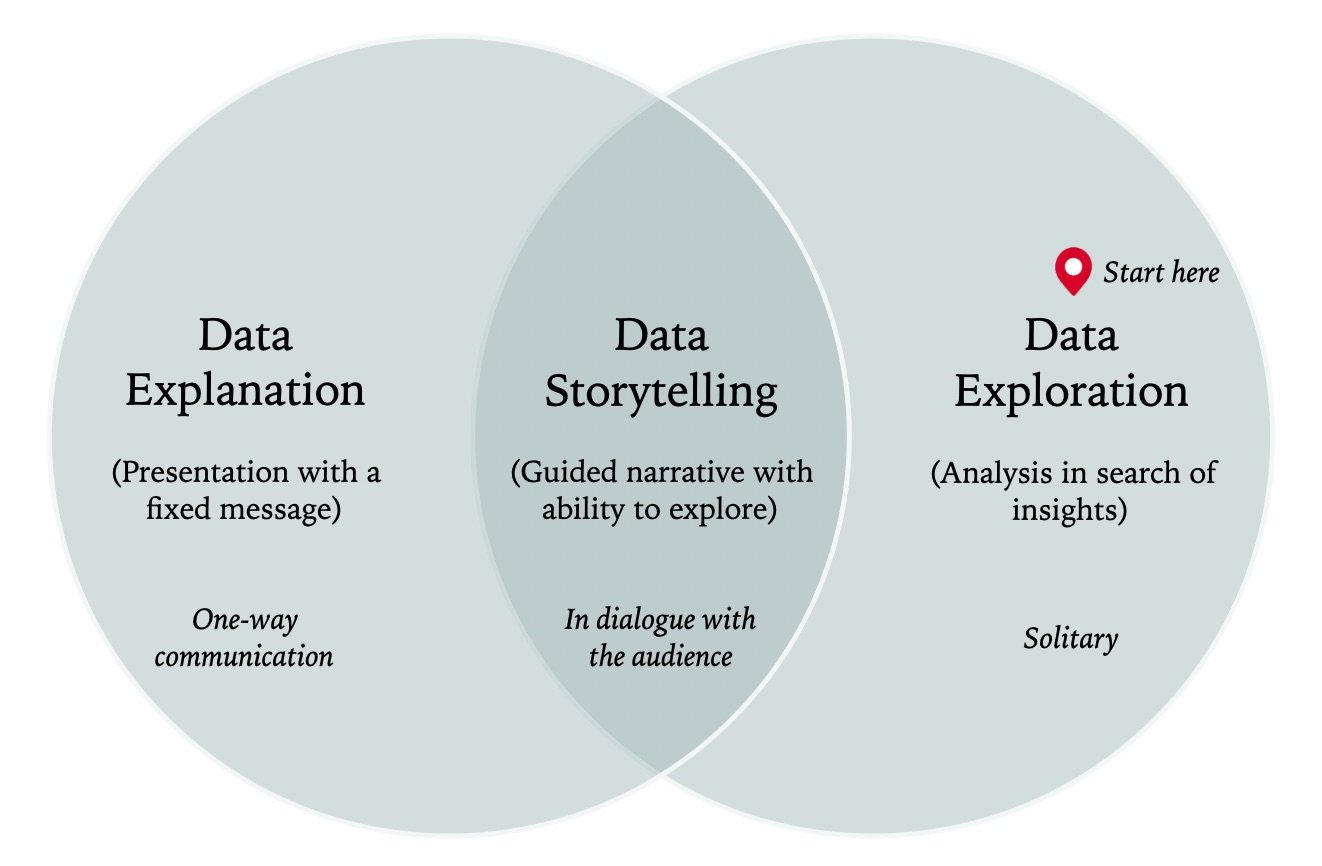 Start here
Data
Explanation
(Presentation with a
fixed message)
One-way
communication
Data
Storytelling
(Guided narrative with
ability to explore)
In dialogue with
the audience
Data
Exploration
(Analysis in search of
insights)
Solitary